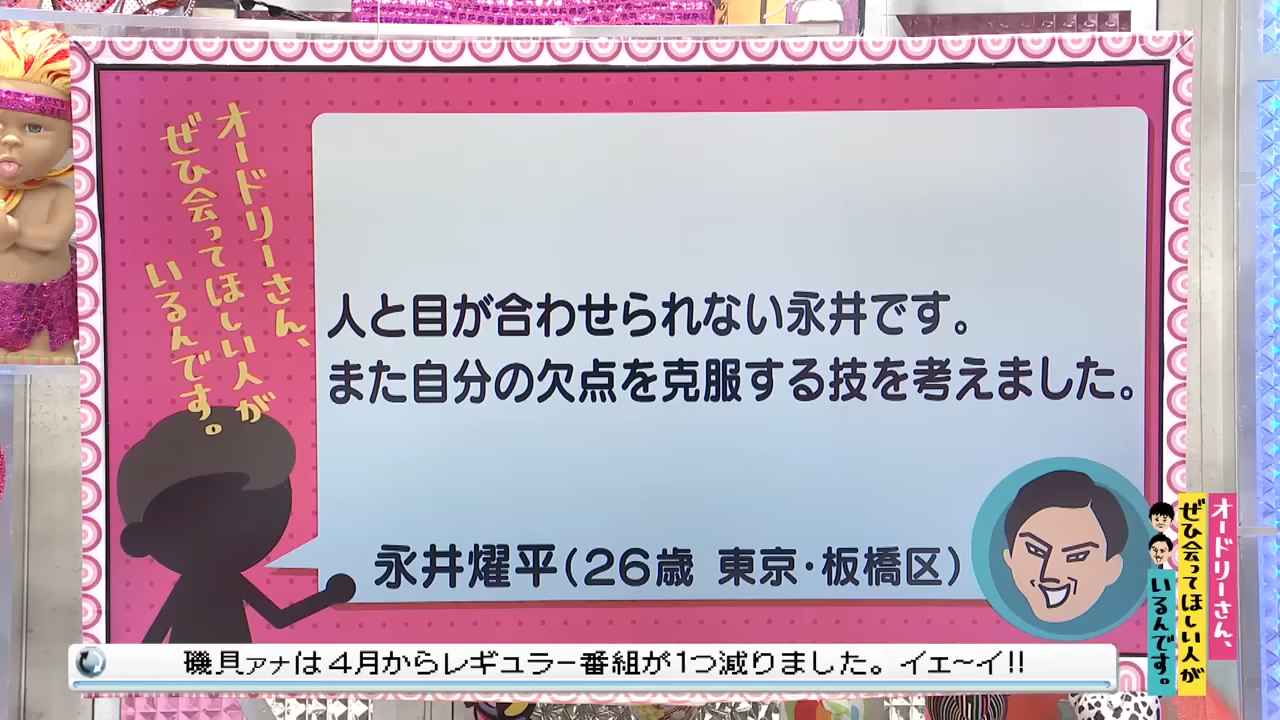 オードリーさん、
ぜひ会ってほしい人が
いるんです。
人と目が合わせられない永井です。
また自分の欠点を克服する技を考えました。
永井燿平(26歳 東京・板橋区)
オードリーさん、
ぜひ会ってほしい人が
いるんです。
磯貝アナは4月からレギュラー番組が1つ減りました。イェ~イ!!